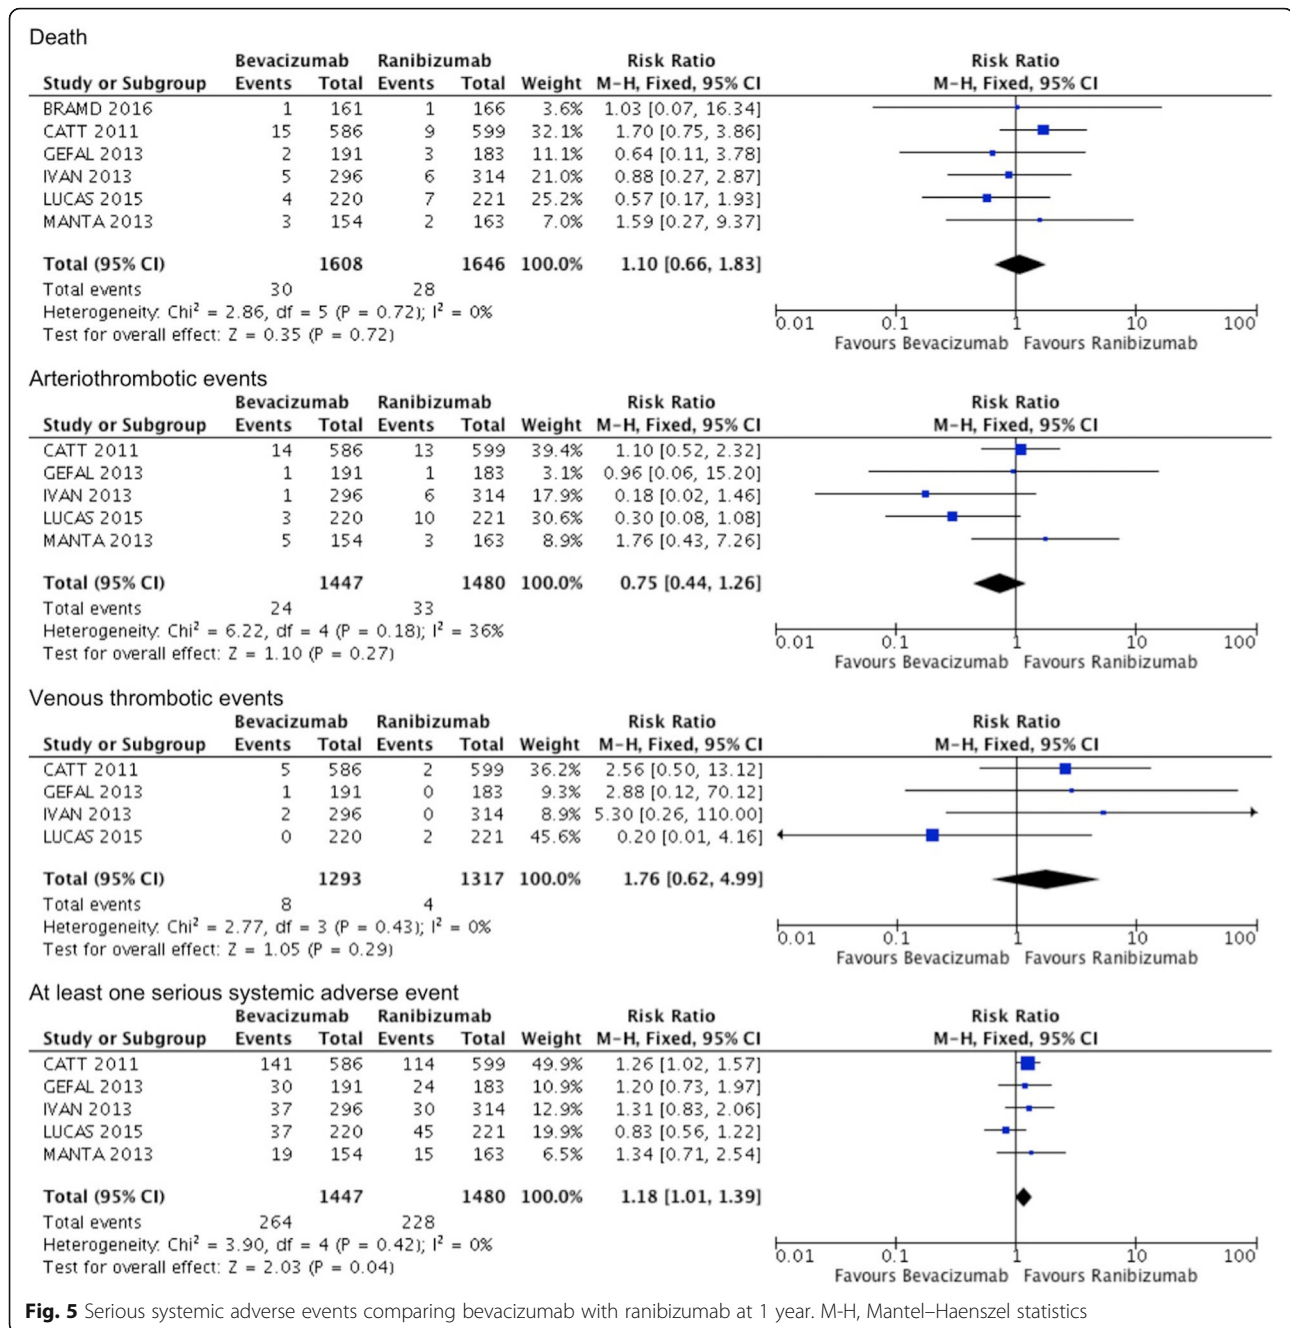 Death
Bevacizumab Ranibizumab Risk Ratio Risk Ratio
Study or Subgroup Events Total Events Total Weight M-H, Fixed, 95% CI M-H, Fixed, 95% CI
BRAMD 2016 1 161 1 166 3.6% 1.03 [0.07, 16.34]
CATT 2011 15 586 9 599 32.1% 1.70 [0.75, 3.86]
GEFAL 2013 2 191 3 183 11.1% 0.64 [0.11, 3.78]
IVAN 2013 5 296 6 314 21.0% 0.88 [0.27, 2.87]
LUCAS 2015 4 220 7 221 25.2% 0.57 [0.17, 1.93]
MANTA 2013 3 154 2 163 7.0% 1.59 [0.27, 9.37]
Total (95% CI) 1608 1646 100.0% 1.10 [0.66, 1.83]
Total events 30 28
Heterogeneity: Chi² = 2.86, df = 5 (P = 0.72); I² = 0%
Test for overall effect: Z = 0.35 (P = 0.72)
0.01 0.1 1 10 100
Favours Bevacizumab Favours Ranibizumab
Arteriothrombotic events
Bevacizumab Ranibizumab Risk Ratio Risk Ratio
Study or Subgroup Events Total Events Total Weight M-H, Fixed, 95% CI M-H, Fixed, 95% CI
CATT 2011 14 586 13 599 39.4% 1.10 [0.52, 2.32]
GEFAL 2013 1 191 1 183 3.1% 0.96 [0.06, 15.20]
IVAN 2013 1 296 6 314 17.9% 0.18 [0.02, 1.46]
LUCAS 2015 3 220 10 221 30.6% 0.30 [0.08, 1.08]
MANTA 2013 5 154 3 163 8.9% 1.76 [0.43, 7.26]
Total (95% CI) 1447 1480 100.0% 0.75 [0.44, 1.26]
Total events 24 33
Heterogeneity: Chi² = 6.22, df = 4 (P = 0.18); I² = 36%
Test for overall effect: Z = 1.10 (P = 0.27)
0.01 0.1 1 10 100
Favours Bevacizumab Favours Ranibizumab
Venous thrombotic events
Bevacizumab Ranibizumab Risk Ratio Risk Ratio
Study or Subgroup Events Total Events Total Weight M-H, Fixed, 95% CI M-H, Fixed, 95% CI
CATT 2011 5 586 2 599 36.2% 2.56 [0.50, 13.12]
GEFAL 2013 1 191 0 183 9.3% 2.88 [0.12, 70.12]
IVAN 2013 2 296 0 314 8.9% 5.30 [0.26, 110.00]
LUCAS 2015 0 220 2 221 45.6% 0.20 [0.01, 4.16]
Total (95% CI) 1293 1317 100.0% 1.76 [0.62, 4.99]
Total events 8 4
Heterogeneity: Chi² = 2.77, df = 3 (P = 0.43); I² = 0%
Test for overall effect: Z = 1.05 (P = 0.29)
0.01 0.1 1 10 100
Favours Bevacizumab Favours Ranibizumab
At least one serious systemic adverse event
Bevacizumab Ranibizumab Risk Ratio Risk Ratio
Study or Subgroup Events Total Events Total Weight M-H, Fixed, 95% CI M-H, Fixed, 95% CI
CATT 2011 141 586 114 599 49.9% 1.26 [1.02, 1.57]
GEFAL 2013 30 191 24 183 10.9% 1.20 [0.73, 1.97]
IVAN 2013 37 296 30 314 12.9% 1.31 [0.83, 2.06]
LUCAS 2015 37 220 45 221 19.9% 0.83 [0.56, 1.22]
MANTA 2013 19 154 15 163 6.5% 1.34 [0.71, 2.54]
Total (95% CI) 1447 1480 100.0% 1.18 [1.01, 1.39]
Total events 264 228
Heterogeneity: Chi² = 3.90, df = 4 (P = 0.42); I² = 0%
Test for overall effect: Z = 2.03 (P = 0.04)
0.01 0.1 1 10 100
Favours Bevacizumab Favours Ranibizumab
Fig. 5 Serious systemic adverse events comparing bevacizumab with ranibizumab at 1 year. M-H, Mantel–Haenszel statistics